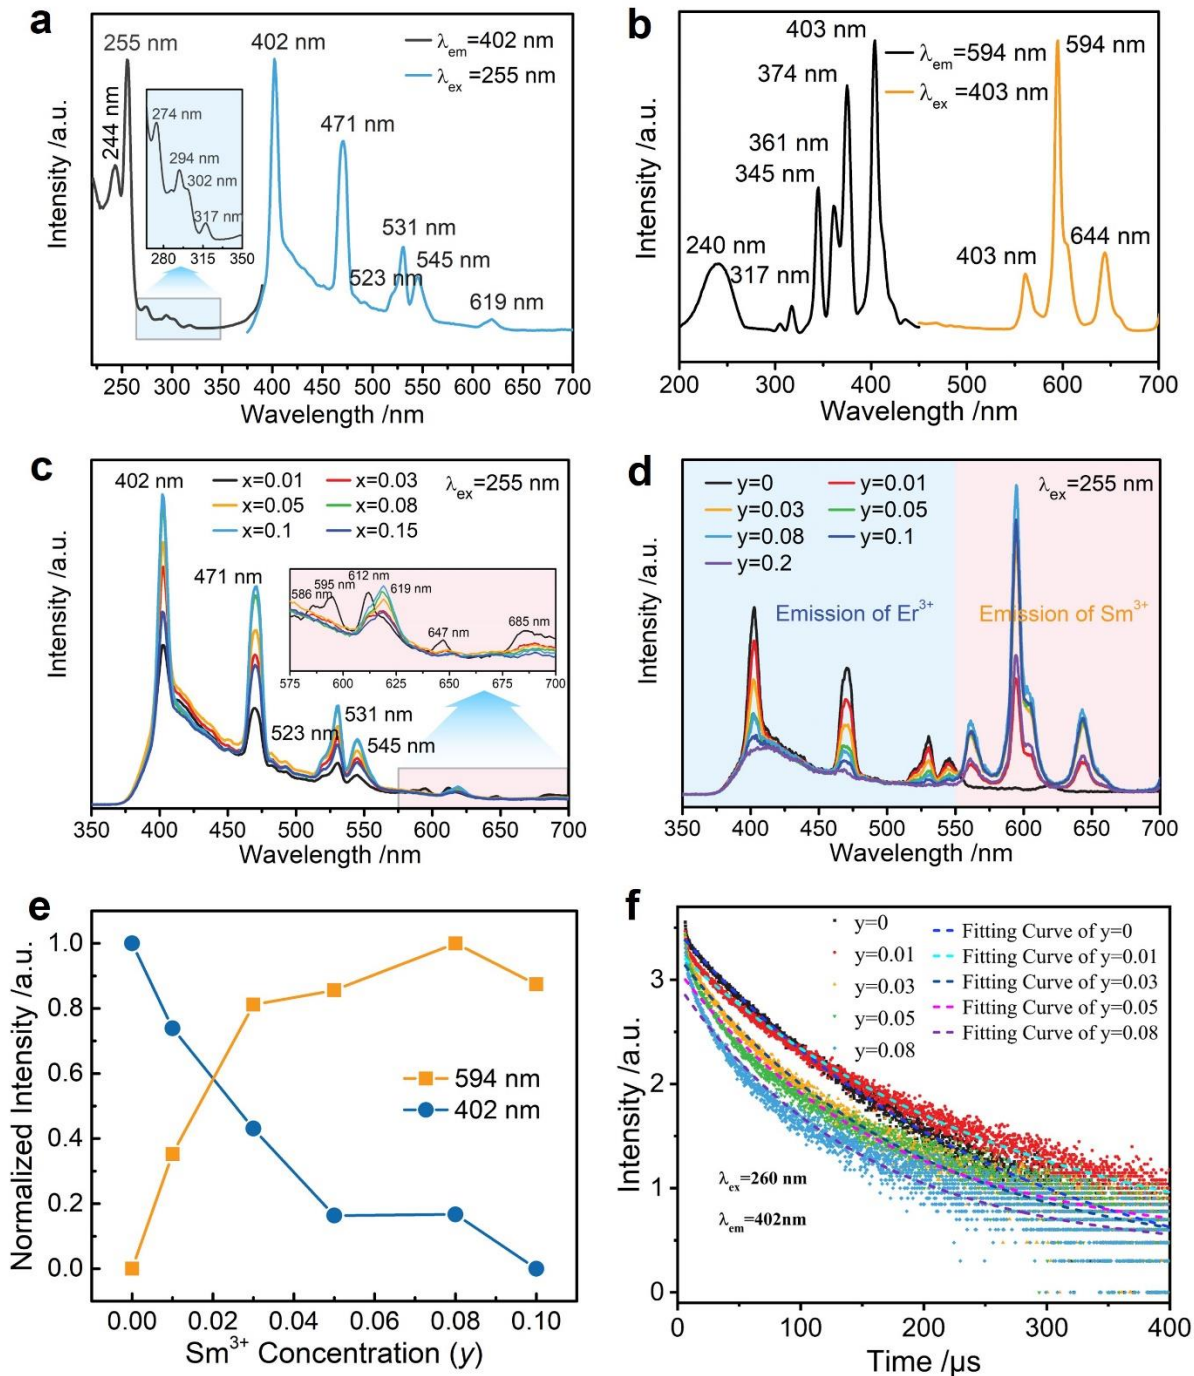 a
255 nm
402 nm
λem=402 nm
λex =255 nm
244 nm
274 nm
294 nm
302 nm
317 nm
280 315 350
471 nm
531 nm
523 nm
545 nm
619 nm
Intensity /a.u.
250 300 350 400 450 500 550 600 650 700
Wavelength /nm
b
403 nm
594 nm
λem=594 nm
λex =403 nm
374 nm
361 nm
345 nm
240 nm
317 nm
403 nm
644 nm
Intensity /a.u.
200 300 400 500 600 700
Wavelength /nm
c
402 nm
x=0.01 x=0.03
x=0.05 x=0.08
x=0.1 x=0.15
λex=255 nm
471 nm
586 nm
595 nm
612 nm
619 nm
647 nm
685 nm
575 600 625 650 675 700
523 nm
531 nm
545 nm
Intensity /a.u.
350 400 450 500 550 600 650 700
Wavelength /nm
d
y=0 y=0.01
y=0.03 y=0.05
y=0.08 y=0.1
y=0.2
λex=255 nm
Emission of Er3+
Emission of Sm3+
Intensity /a.u.
350 400 450 500 550 600 650 700
Wavelength /nm
e
1.0
0.8
0.6
0.4
0.2
0.0
594 nm
402 nm
Normalized Intensity /a.u.
0.00 0.02 0.04 0.06 0.08 0.10
Sm3+ Concentration (y)
f
y=0
y=0.01
y=0.03
y=0.05
y=0.08
Fitting Curve of y=0
Fitting Curve of y=0.01
Fitting Curve of y=0.03
Fitting Curve of y=0.05
Fitting Curve of y=0.08
λex=260 nm
λem=402nm
3
2
1
0
Intensity /a.u.
0 100 200 300 400
Time /μs